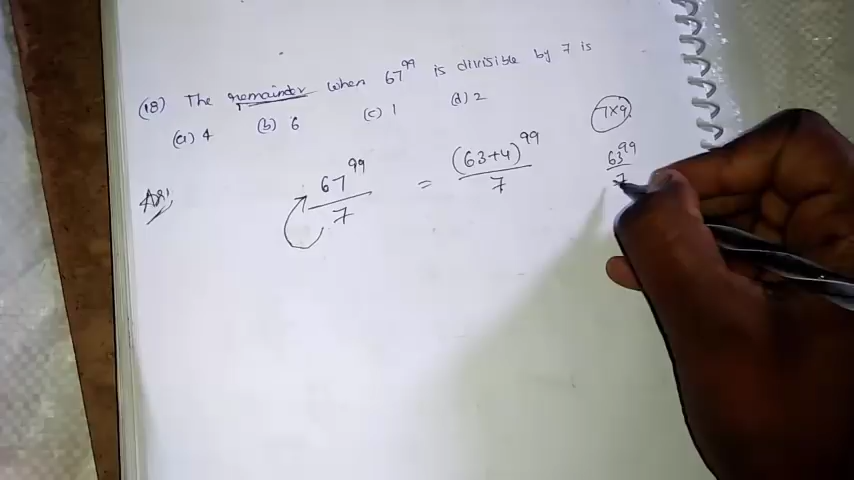 (18) The remainder when 67^99 is divisible by 7 is
(a) 4 (b) 6 (c) 1 (d) 2
7×9
67^99 / 7 = (63+4)^99 / 7
63^99 / 7